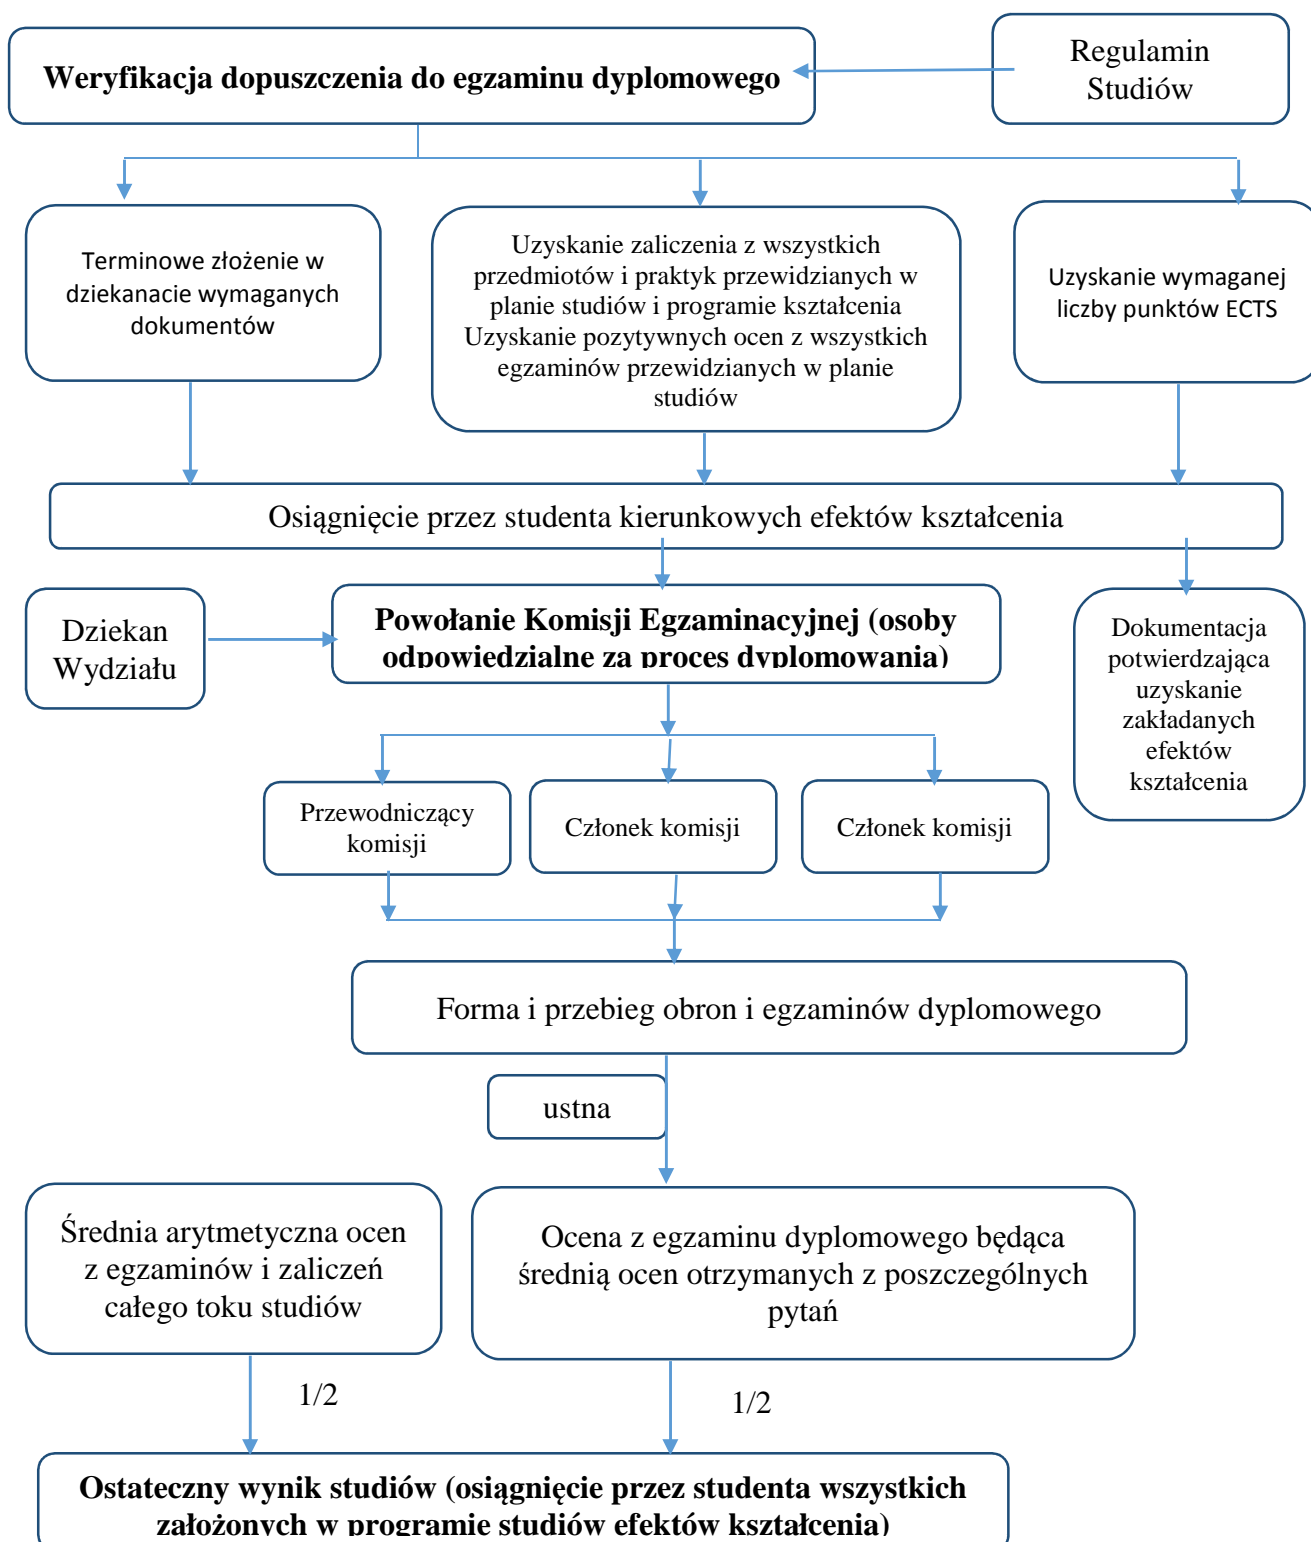 Weryfikacja dopuszczenia do egzaminu dyplomowego
Regulamin
Studiów
Terminowe złożenie w
dziekanacie wymaganych
dokumentów
Uzyskanie zaliczenia z wszystkich
przedmiotów i praktyk przewidzianych w
planie studiów i programie kształcenia
Uzyskanie pozytywnych ocen z wszystkich
egzaminów przewidzianych w planie
studiów
Uzyskanie wymaganej
liczby punktów ECTS
Osiągnięcie przez studenta kierunkowych efektów kształcenia
Dziekan
Wydziału
Powołanie Komisji Egzaminacyjnej (osoby
odpowiedzialne za proces dyplomowania)
Dokumentacja
potwierdzająca
uzyskanie
zakładanych
efektów
kształcenia
Przewodniczący
komisji
Członek komisji
Członek komisji
Forma i przebieg obron i egzaminów dyplomowego
ustna
Średnia arytmetyczna ocen
z egzaminów i zaliczeń
całego toku studiów
Ocena z egzaminu dyplomowego będąca
średnią ocen otrzymanych z poszczególnych
pytań
1/2
1/2
Ostateczny wynik studiów (osiągnięcie przez studenta wszystkich
założonych w programie studiów efektów kształcenia)